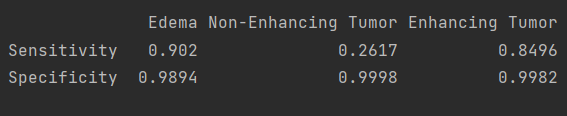 Edema Non-Enhancing Tumor Enhancing Tumor
Sensitivity 0.902 0.2617 0.8496
Specificity 0.9894 0.9998 0.9982